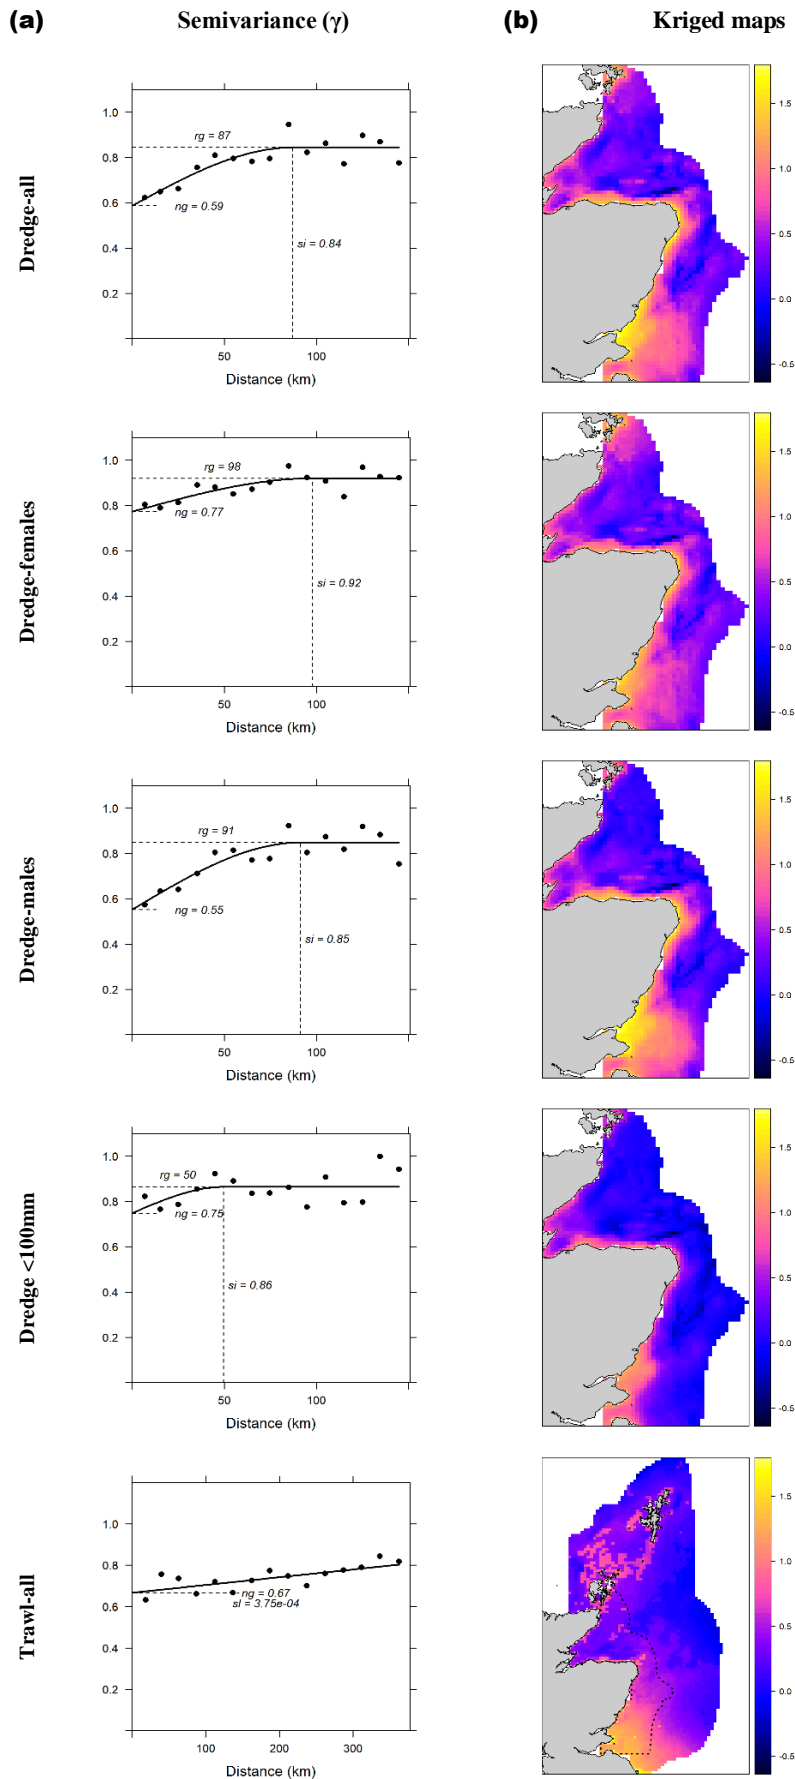 (a) Semivariance (γ) (b) Kriged maps
Dredge-all
1.0
0.8
0.6
0.4
0.2
rg = 87
ng = 0.59
si = 0.84
50 100
Distance (km)
1.5
1.0
0.5
0.0
-0.5
Dredge-females
1.0
0.8
0.6
0.4
0.2
rg = 98
ng = 0.77
si = 0.92
50 100
Distance (km)
1.5
1.0
0.5
0.0
-0.5
Dredge-males
1.0
0.8
0.6
0.4
0.2
rg = 91
ng = 0.55
si = 0.85
50 100
Distance (km)
1.5
1.0
0.5
0.0
-0.5
Dredge <100mm
1.0
0.8
0.6
0.4
0.2
rg = 50
ng = 0.75
si = 0.86
50 100
Distance (km)
1.5
1.0
0.5
0.0
-0.5
Trawl-all
1.0
0.8
0.6
0.4
0.2
ng = 0.67
sl = 3.75e-04
100 200 300
Distance (km)
1.5
1.0
0.5
0.0
-0.5